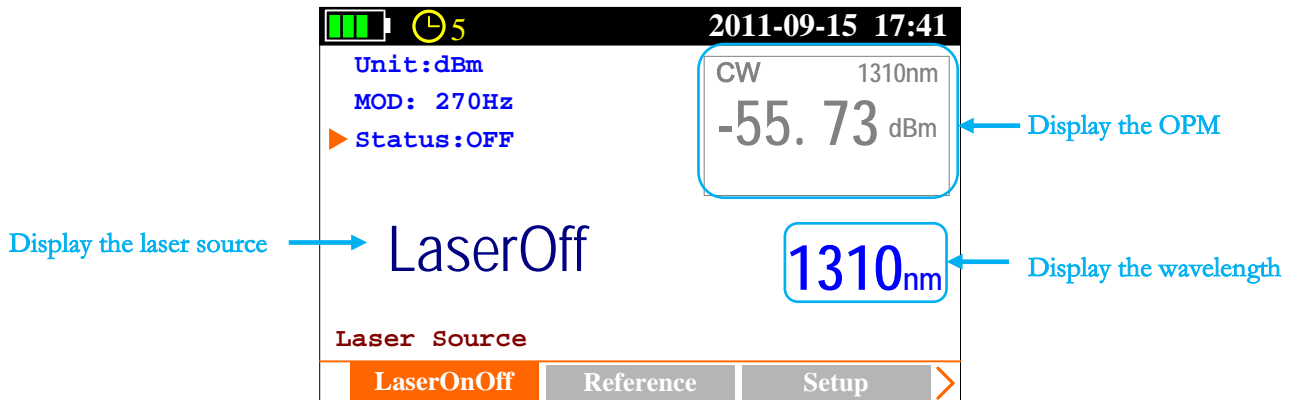 5
2011-09-15 17:41
Unit:dBm
MOD: 270Hz
Status:OFF
CW 1310nm
-55. 73 dBm
Display the OPM
Display the laser source
LaserOff
1310nm
Display the wavelength
Laser Source
LaserOnOff Reference Setup